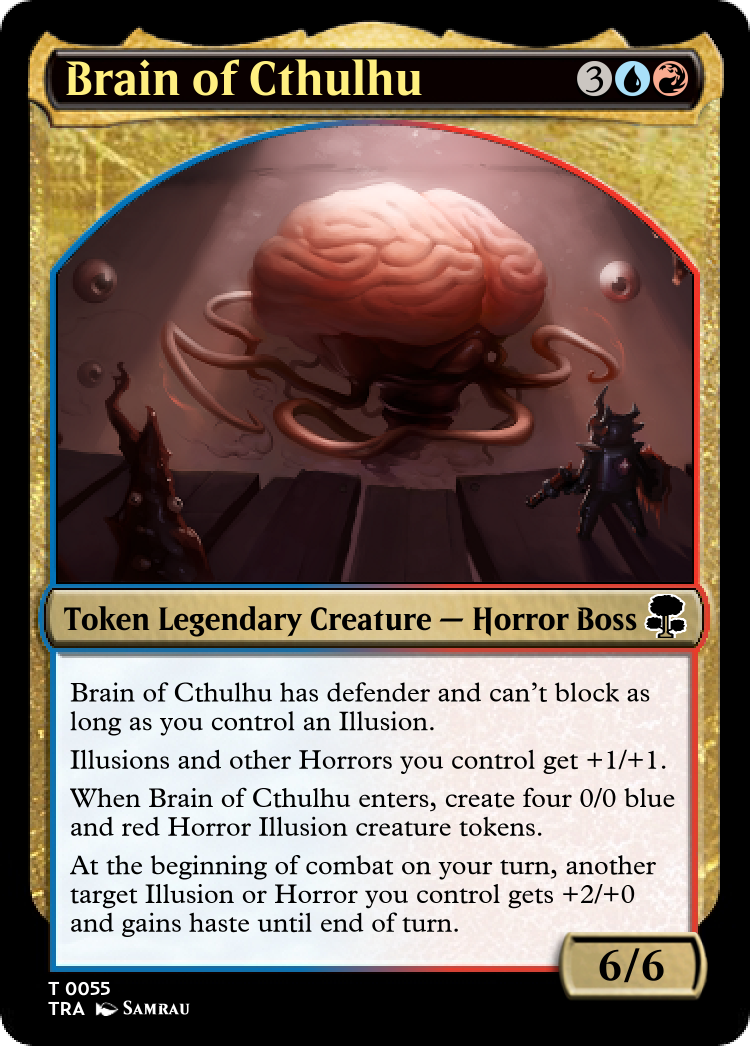 Brain of Cthulhu 3
Token Legendary Creature — Horror Boss
Brain of Cthulhu has defender and can't block as
long as you control an Illusion.
Illusions and other Horrors you control get +1/+1.
When Brain of Cthulhu enters, create four 0/0 blue
and red Horror Illusion creature tokens.
At the beginning of combat on your turn, another
target Illusion or Horror you control gets +2/+0
and gains haste until end of turn.
6/6
T 0055
TRA Samrau